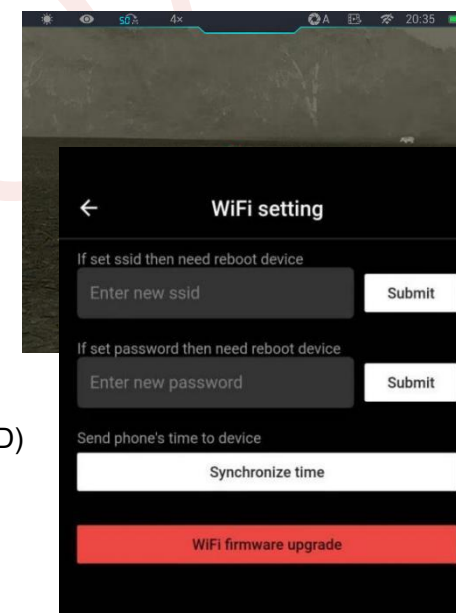 50 4× A 20:35
WiFi setting
If set ssid then need reboot device
Enter new ssid Submit
If set password then need reboot device
Enter new password Submit
D)
Send phone's time to device
Synchronize time
WiFi firmware upgrade